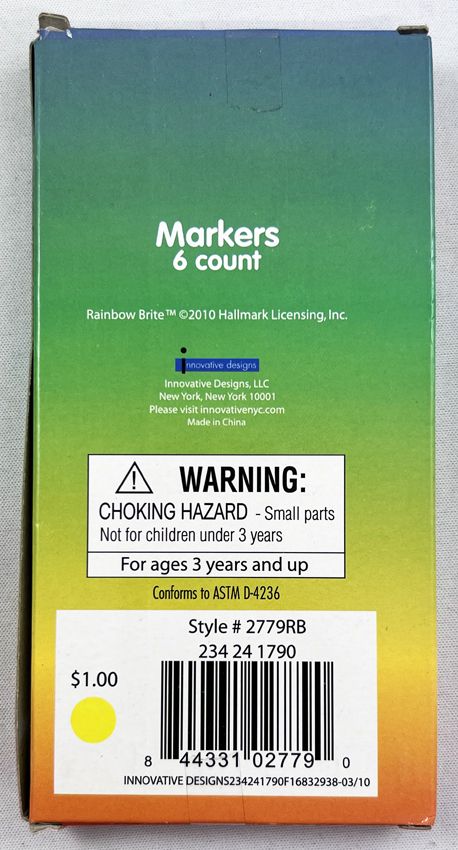 Markers
6 count
Rainbow Brite™ ©2010 Hallmark Licensing, Inc.
innovative designs
Innovative Designs, LLC
New York, New York 10001
Please visit innovativenyc.com
Made in China
WARNING:
CHOKING HAZARD - Small parts
Not for children under 3 years
For ages 3 years and up
Conforms to ASTM D-4236
Style # 2779RB
234 24 1790
$1.00
8 44331 02779 0
INNOVATIVE DESIGNS234241790F16832938-03/10